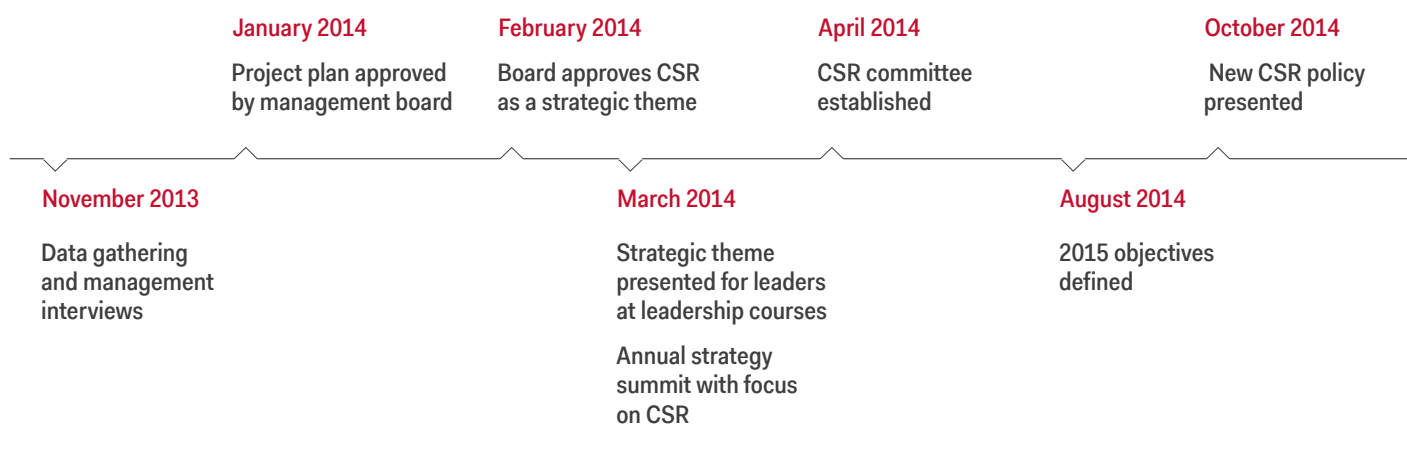 January 2014
Project plan approved
by management board
February 2014
Board approves CSR
as a strategic theme
April 2014
CSR committee
established
October 2014
New CSR policy
presented
November 2013
Data gathering
and management
interviews
March 2014
Strategic theme
presented for leaders
at leadership courses
Annual strategy
summit with focus
on CSR
August 2014
2015 objectives
defined